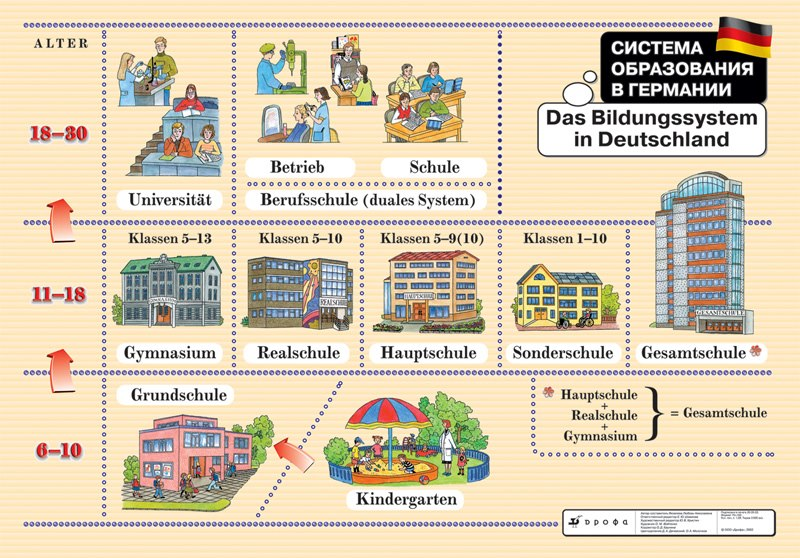 ALTER
СИСТЕМА
ОБРАЗОВАНИЯ
В ГЕРМАНИИ
Das Bildungssystem
in Deutschland
18–30
Universität
Betrieb
Schule
Berufsschule (duales System)
11–18
Klassen 5–13
GYMNASIUM
Gymnasium
Klassen 5–10
REALSCHULE
Realschule
Klassen 5–9(10)
HAUPTSCHULE
Hauptschule
Klassen 1–10
Sonderschule
GESAMTSCHULE
Gesamtschule
6–10
Grundschule
Kindergarten
Hauptschule
+
Realschule
+
Gymnasium
= Gesamtschule
дрофа